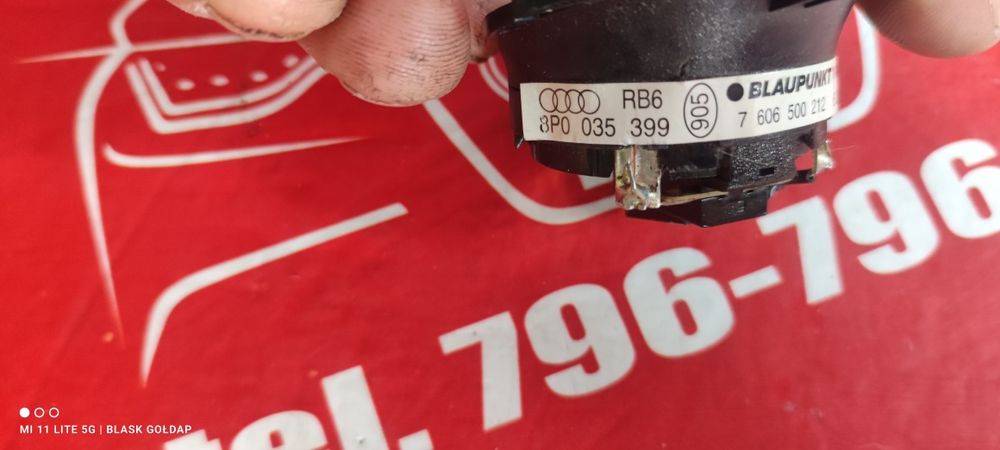 RB6
8P0 035 399
905
BLAUPUNKT
7 606 500 212
tel. 796-796
MI 11 LITE 5G | BLASK GOŁDAP